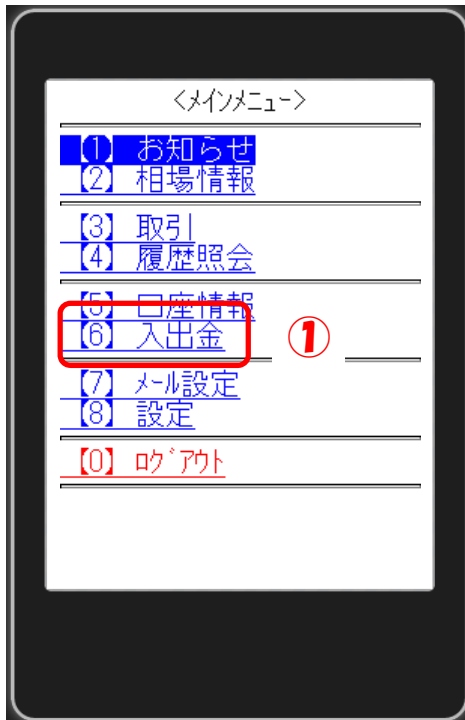 <ﾒｲﾝﾒﾆｭｰ>
【1】 お知らせ
【2】 相場情報
【3】 取引
【4】 履歴照会
【5】 口座情報
【6】 入出金
①
【7】 ﾒｰﾙ設定
【8】 設定
【0】 ﾛｸﾞｱｳﾄ